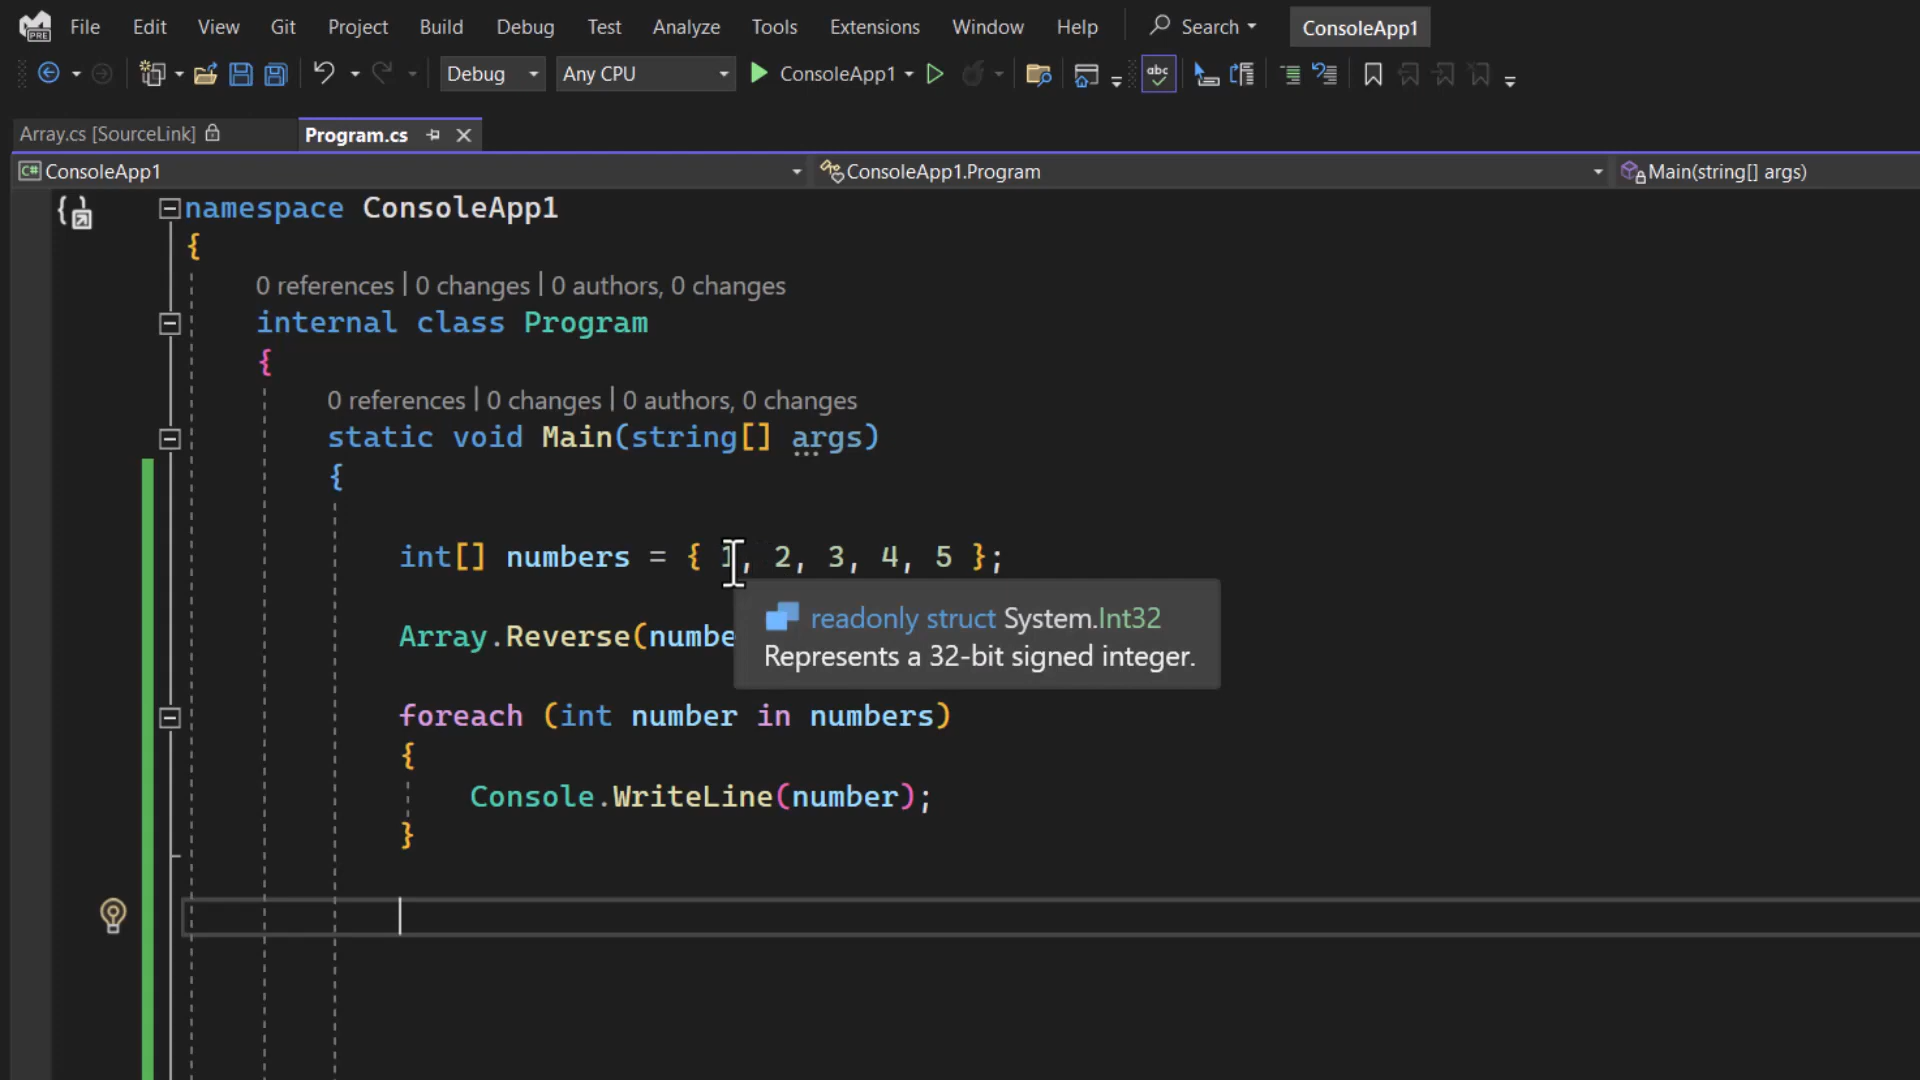 PRE File Edit View Git Project Build Debug Test Analyze Tools Extensions Window Help Search ConsoleApp1
Debug Any CPU ConsoleApp1 abc
Array.cs [SourceLink] Program.cs
C# ConsoleApp1 ConsoleApp1.Program Main(string[] args)
namespace ConsoleApp1
{
0 references | 0 changes | 0 authors, 0 changes
internal class Program
{
0 references | 0 changes | 0 authors, 0 changes
static void Main(string[] args)
{
int[] numbers = { 1, 2, 3, 4, 5 };
readonly struct System.Int32
Array.Reverse(numbe
Represents a 32-bit signed integer.
foreach (int number in numbers)
{
Console.WriteLine(number);
}